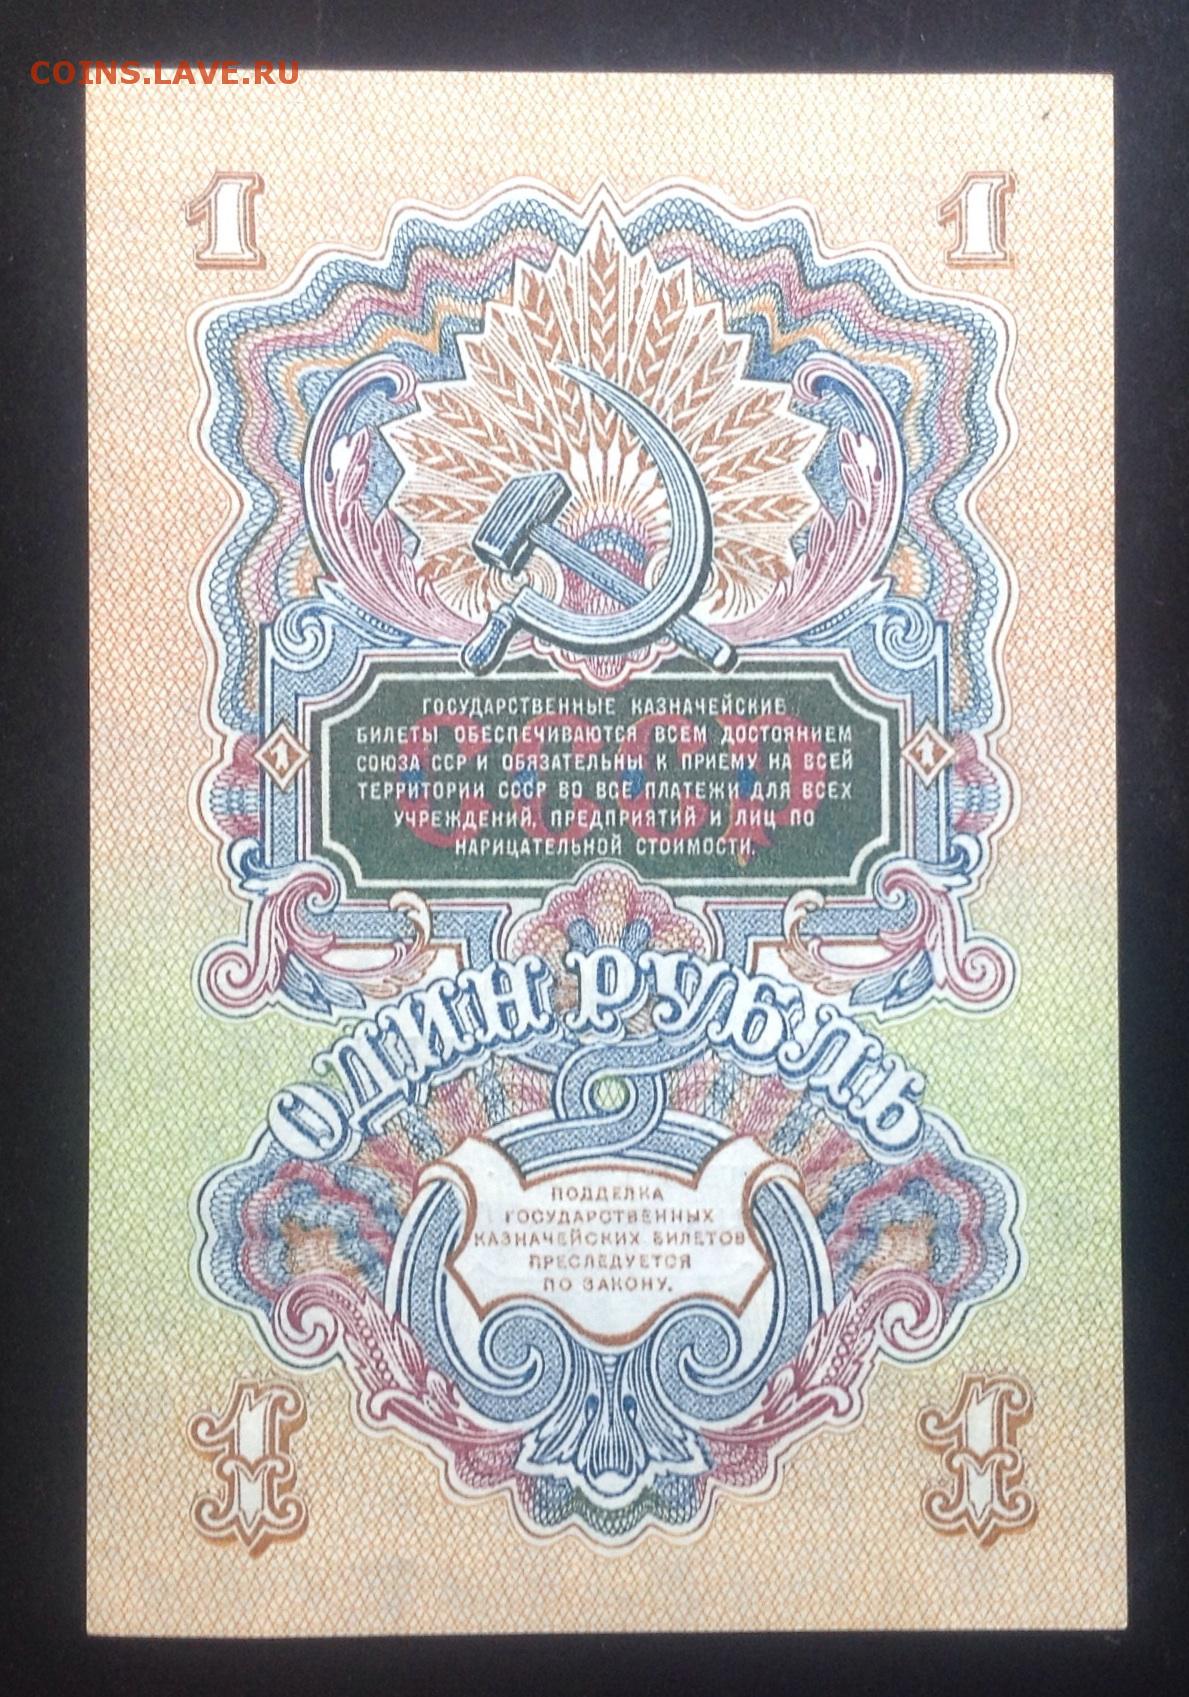 COINS.LAVE.RU
1 1
ГОСУДАРСТВЕННЫЕ КАЗНАЧЕЙСКИЕ
БИЛЕТЫ ОБЕСПЕЧИВАЮТСЯ ВСЕМ ДОСТОЯНИЕМ
СОЮЗА ССР И ОБЯЗАТЕЛЬНЫ К ПРИЕМУ НА ВСЕЙ
ТЕРРИТОРИИ СССР ВО ВСЕ ПЛАТЕЖИ ДЛЯ ВСЕХ
УЧРЕЖДЕНИЙ, ПРЕДПРИЯТИЙ И ЛИЦ ПО
НАРИЦАТЕЛЬНОЙ СТОИМОСТИ.
СССР
1 1
ОДИН РУБЛЬ
ПОДДЕЛКА
ГОСУДАРСТВЕННЫХ
КАЗНАЧЕЙСКИХ БИЛЕТОВ
ПРЕСЛЕДУЕТСЯ
ПО ЗАКОНУ.
1 1